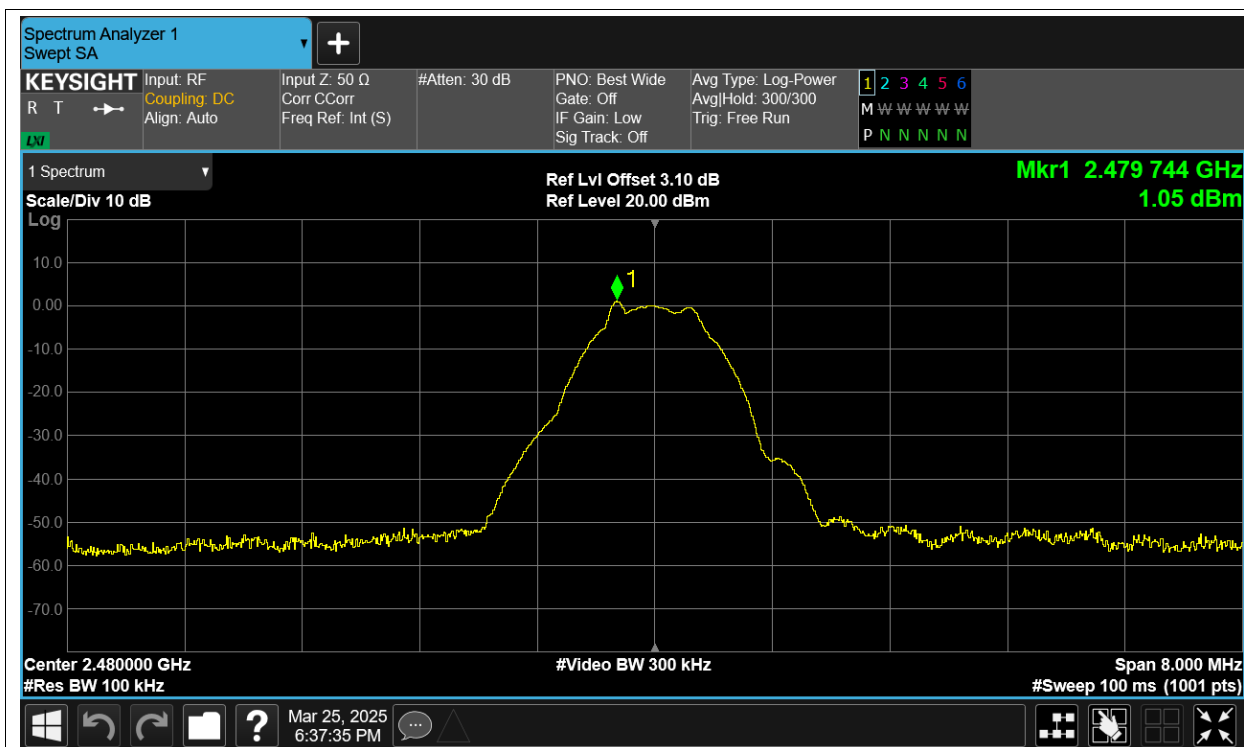 Spectrum Analyzer 1
Swept SA
KEYSIGHT
R T
LXI
Input: RF
Coupling: DC
Align: Auto
Input Z: 50 Ω
Corr CCorr
Freq Ref: Int (S)
#Atten: 30 dB
PNO: Best Wide
Gate: Off
IF Gain: Low
Sig Track: Off
Avg Type: Log-Power
Avg|Hold: 300/300
Trig: Free Run
1 2 3 4 5 6
M W W W W W
P N N N N N
1 Spectrum
Scale/Div 10 dB
Log
Ref Lvl Offset 3.10 dB
Ref Level 20.00 dBm
Mkr1 2.479 744 GHz
1.05 dBm
1
10.0
0.00
-10.0
-20.0
-30.0
-40.0
-50.0
-60.0
-70.0
Center 2.480000 GHz
#Res BW 100 kHz
#Video BW 300 kHz
Span 8.000 MHz
#Sweep 100 ms (1001 pts)
?
Mar 25, 2025
6:37:35 PM